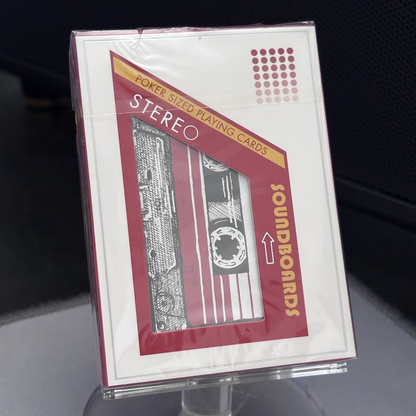 POKER SIZED PLAYING CARDS
STEREO
SOUNDBOARDS